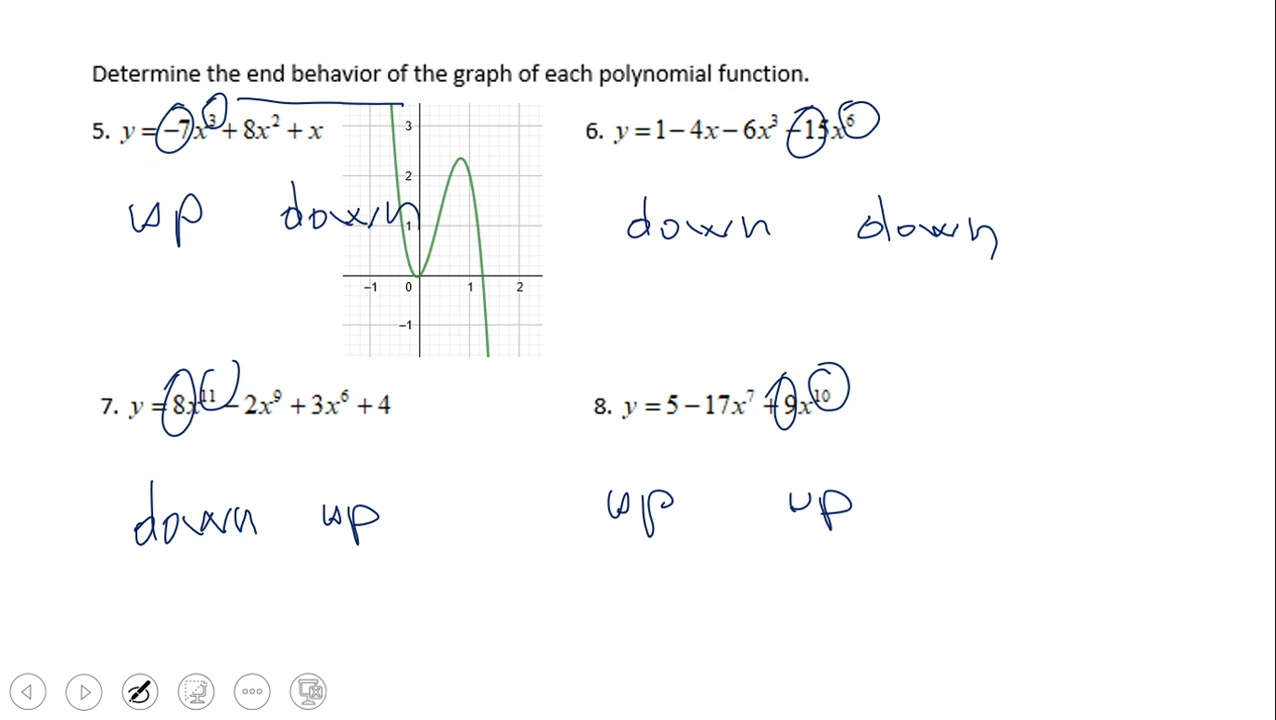 Determine the end behavior of the graph of each polynomial function.
5. y = −7x³ + 8x² + x
6. y = 1 − 4x − 6x³ − 15x⁶
3
2
1
−1 0 1 2
−1
up down
down down
7. y = 8x¹¹ − 2x⁹ + 3x⁶ + 4
8. y = 5 − 17x⁷ + 9x¹⁰
down up
up up